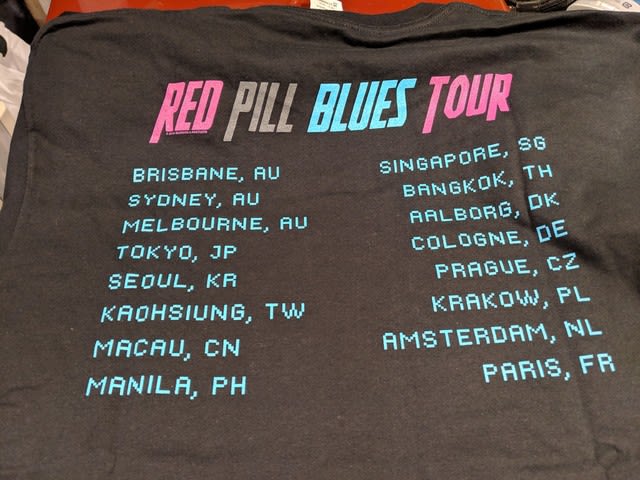 RED PILL BLUES TOUR
BRISBANE, AU
SYDNEY, AU
MELBOURNE, AU
TOKYO, JP
SEOUL, KR
KAOHSIUNG, TW
MACAU, CN
MANILA, PH
SINGAPORE, SG
BANGKOK, TH
AALBORG, DK
COLOGNE, DE
PRAGUE, CZ
KRAKOW, PL
AMSTERDAM, NL
PARIS, FR